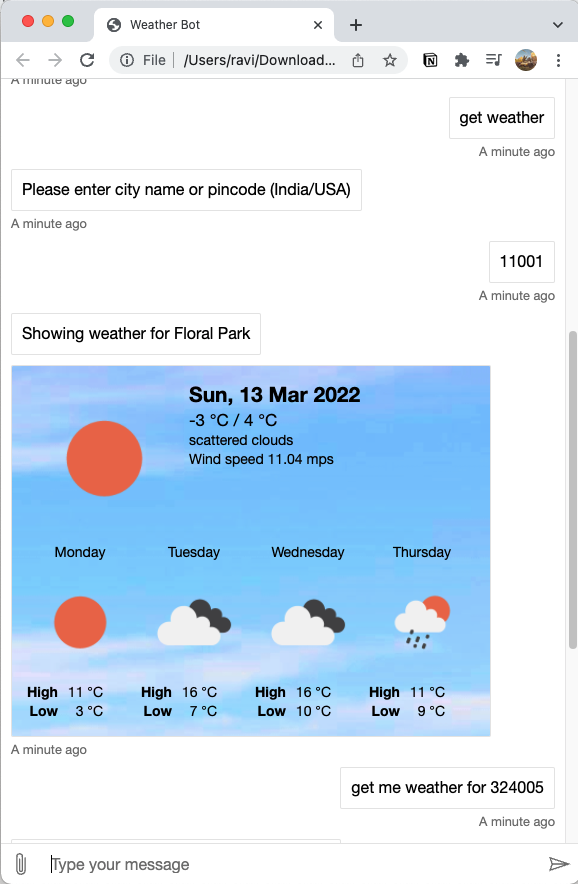 Weather Bot
File
/Users/ravi/Download...
A minute ago
get weather
A minute ago
Please enter city name or pincode (India/USA)
A minute ago
11001
A minute ago
Showing weather for Floral Park
Sun, 13 Mar 2022
-3 °C / 4 °C
scattered clouds
Wind speed 11.04 mps
Monday Tuesday Wednesday Thursday
High 11 °C High 16 °C High 16 °C High 11 °C
Low 3 °C Low 7 °C Low 10 °C Low 9 °C
A minute ago
get me weather for 324005
A minute ago
Type your message